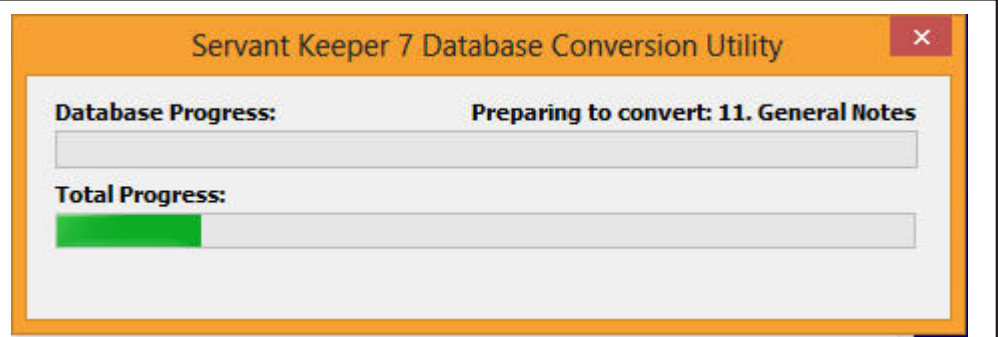 Servant Keeper 7 Database Conversion Utility
Database Progress: Preparing to convert: 11. General Notes
Total Progress: